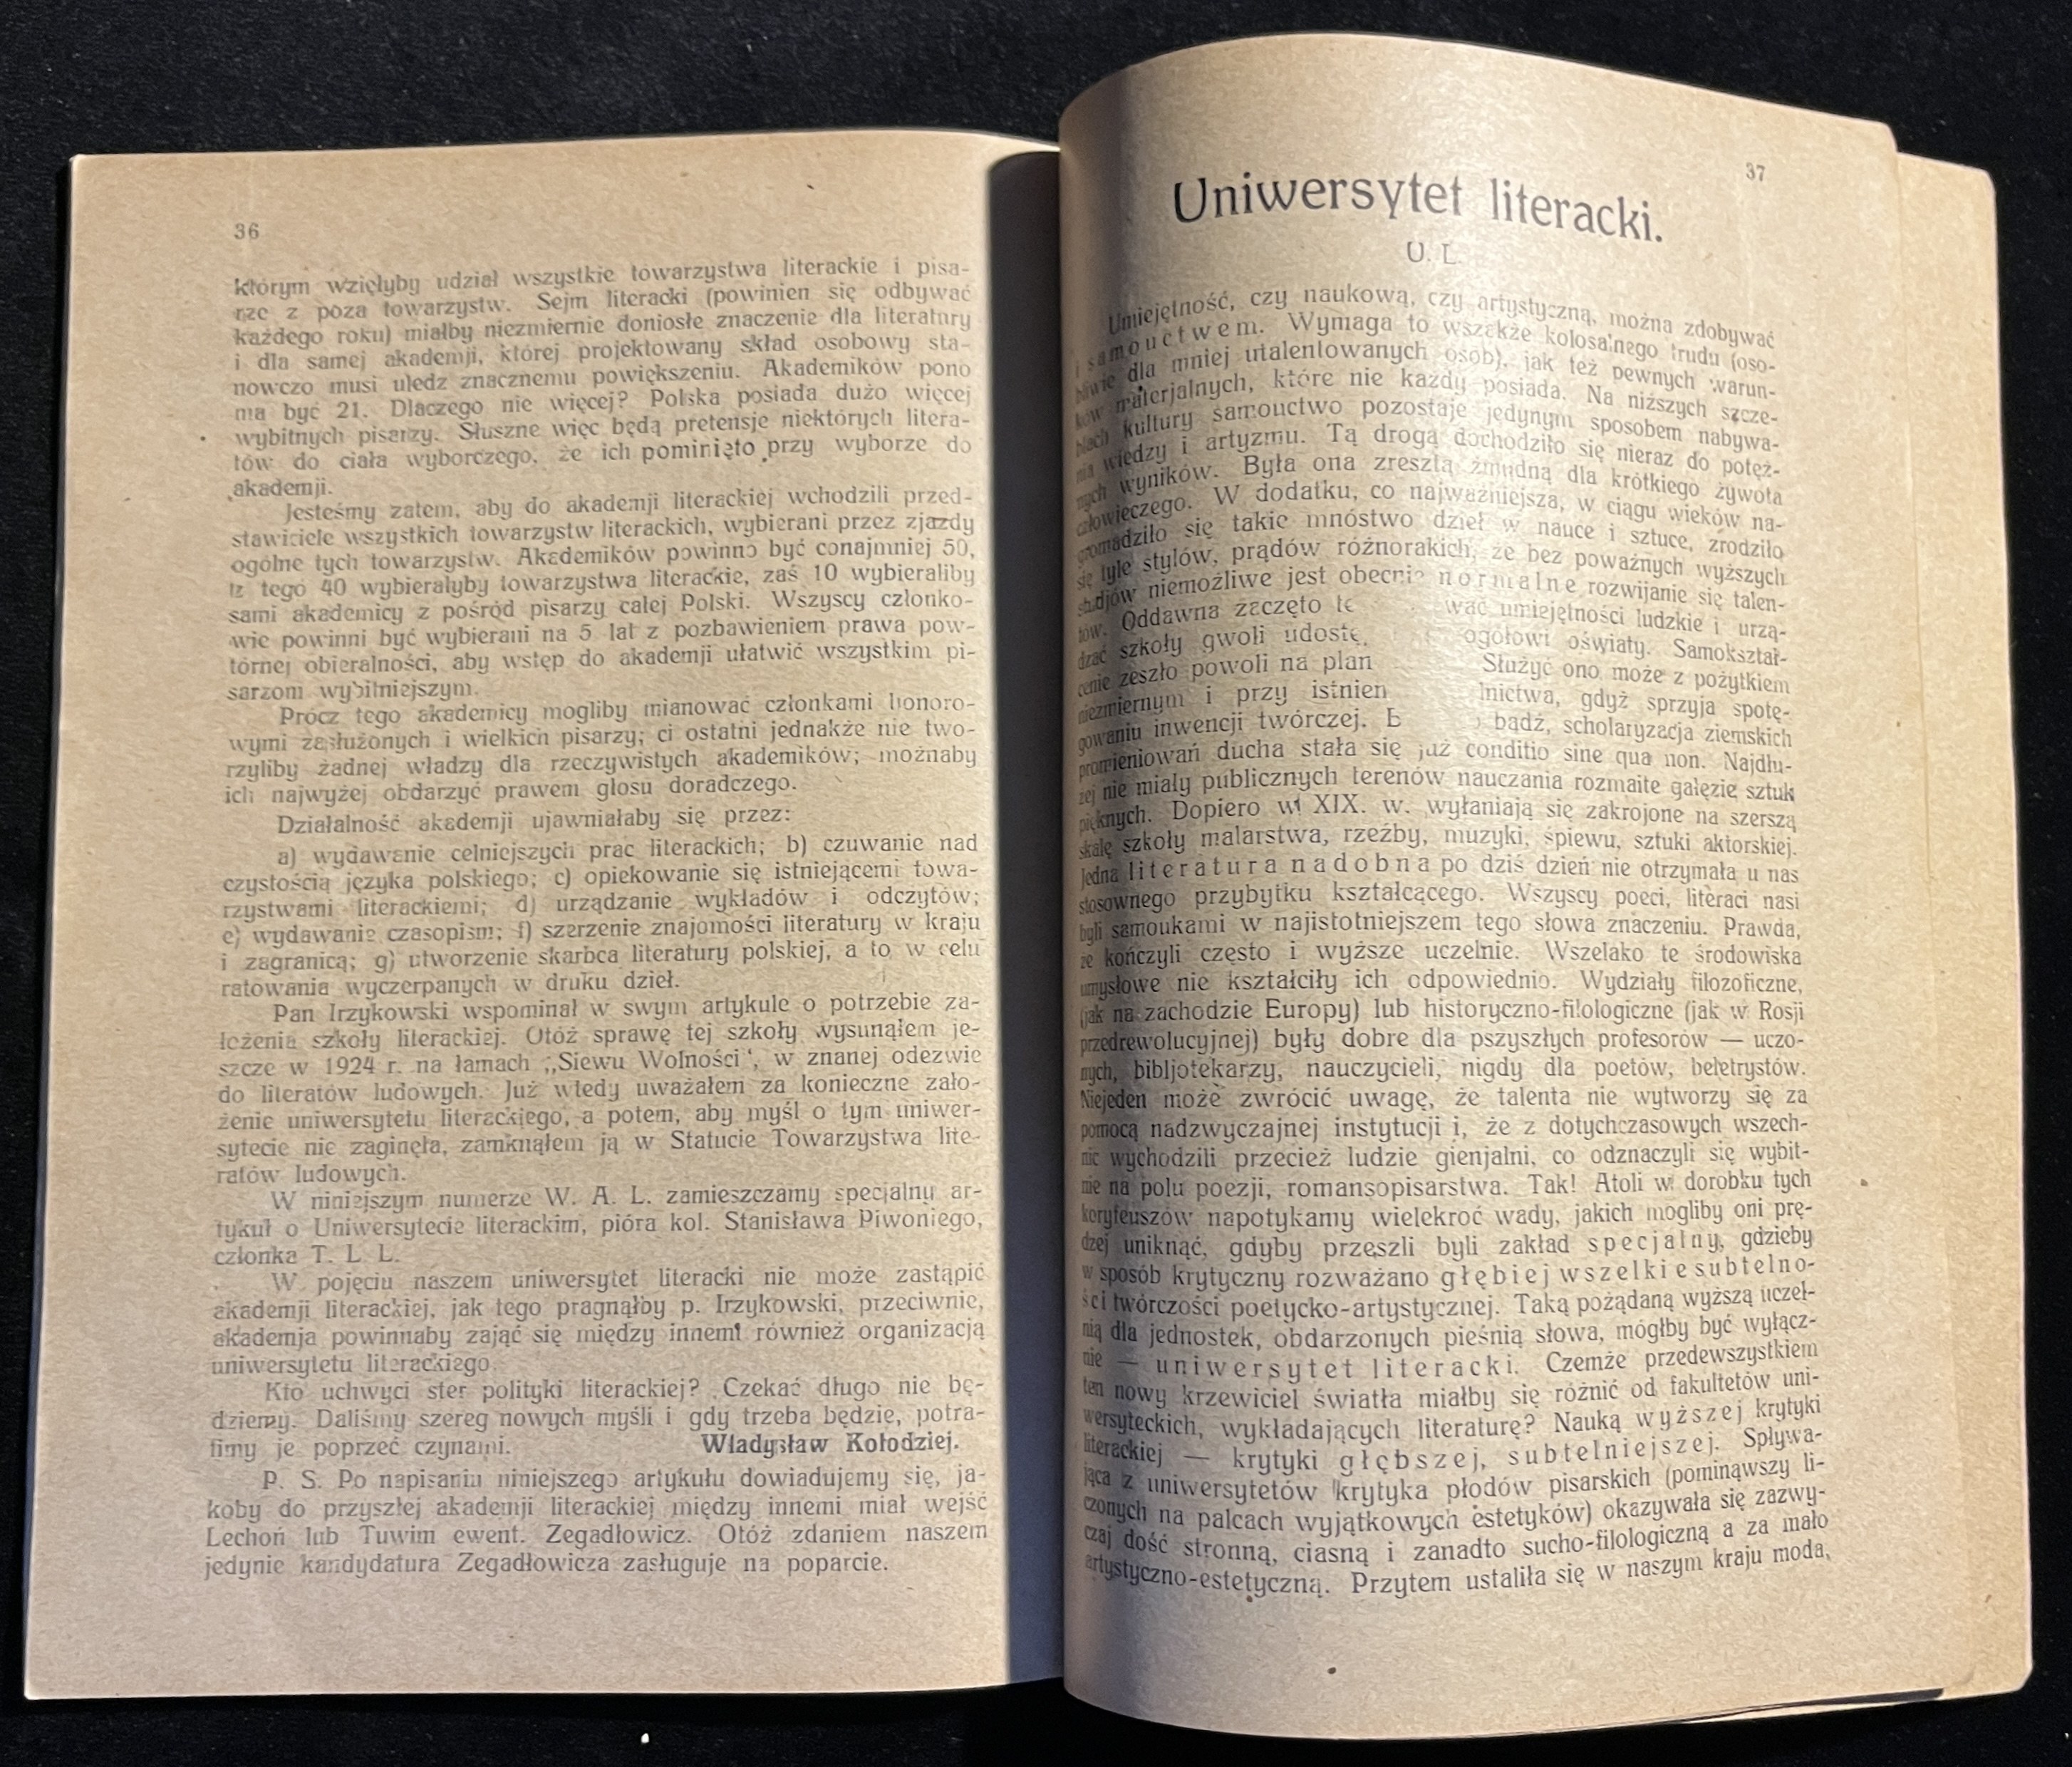 36
którym wzięłyby udział wszystkie towarzystwa literackie i pisa-
rze z poza towarzystw. Sejm literacki (powinien się odbywać
każdego roku) miałby niezmiernie doniosłe znaczenie dla literatury
i dla samej akademji, której projektowany skład osobowy sta-
nowczo musi uledz znacznemu powiększeniu. Akademików pono
ma być 21. Dlaczego nie więcej? Polska posiada dużo więcej
wybitnych pisarzy. Słuszne więc będą pretensje niektórych litera-
tów do ciała wyborczego, że ich pominięto przy wyborze do
akademji.
Jesteśmy zatem, aby do akademji literackiej wchodzili przed-
stawiciele wszystkich towarzystw literackich, wybierani przez zjazdy
ogólne tych towarzystw. Akademików powinno być conajmniej 50,
z tego 40 wybierałyby towarzystwa literackie, zaś 10 wybieraliby
sami akademicy z pośród pisarzy całej Polski. Wszyscy członko-
wie powinni być wybierani na 5 lat z pozbawieniem prawa pow-
tórnej obieralności, aby wstęp do akademji ułatwić wszystkim pi-
sarzom wybitniejszym.
Prócz tego akademicy mogliby mianować członkami honoro-
wymi zasłużonych i wielkich pisarzy; ci ostatni jednakże nie two-
rzyliby żadnej władzy dla rzeczywistych akademików; możnaby
ich najwyżej obdarzyć prawem głosu doradczego.
Działalność akademji ujawniałaby się przez:
a) wydawanie celniejszych prac literackich; b) czuwanie nad
czystością języka polskiego; c) opiekowanie się istniejącemi towa-
rzystwami literackiemi; d) urządzanie wykładów i odczytów;
e) wydawanie czasopism; f) szerzenie znajomości literatury w kraju
i zagranicą; g) utworzenie skarbca literatury polskiej, a to w celu
ratowania wyczerpanych w druku dzieł.
Pan Irzykowski wspominał w swym artykule o potrzebie za-
łożenia szkoły literackiej. Otóż sprawę tej szkoły wysunąłem je-
szcze w 1924 r. na łamach „Siewu Wolności“, w znanej odezwie
do literatów ludowych. Już wtedy uważałem za konieczne zało-
żenie uniwersytetu literackiego, a potem, aby myśl o tym uniwer-
sytecie nie zaginęła, zamknąłem ją w Statucie Towarzystwa lite-
ratów ludowych.
W niniejszym numerze W. A. L. zamieszczamy specjalny ar-
tykuł o Uniwersytecie literackim, pióra kol. Stanisława Piwoniego,
członka T. L. L.
W pojęciu naszem uniwersytet literacki nie może zastąpić
akademji literackiej, jak tego pragnąłby p. Irzykowski, przeciwnie,
akademja powinnaby zająć się między innemi również organizacją
uniwersytetu literackiego.
Kto uchwyci ster polityki literackiej? Czekać długo nie bę-
dziemy. Daliśmy szereg nowych myśli i gdy trzeba będzie, potra-
fimy je poprzeć czynami. Władysław Kołodziej.
P. S. Po napisaniu niniejszego artykułu dowiadujemy się, ja-
koby do przyszłej akademji literackiej między innemi miał wejść
Lechoń lub Tuwim ewent. Zegadłowicz. Otóż zdaniem naszem
jedynie kandydatura Zegadłowicza zasługuje na poparcie.
37
Uniwersytet literacki.
U. L.
Umiejętność, czy naukową, czy artystyczną, można zdobywać
i samouctwem. Wymaga to wszakże kolosalnego trudu (oso-
bliwie dla mniej utalentowanych osób), jak też pewnych warun-
ków materjalnych, które nie każdy posiada. Na niższych szcze-
blach kultury samouctwo pozostaje jedynym sposobem nabywa-
nia wiedzy i artyzmu. Tą drogą dochodziło się nieraz do potęż-
nych wyników. Była ona zresztą żmudną dla krótkiego żywota
człowieczego. W dodatku, co najważniejsza, w ciągu wieków na-
gromadziło się takie mnóstwo dzieł w nauce i sztuce, zrodziło
się tyle stylów, prądów różnorakich, że bez poważnych wyższych
studjów niemożliwe jest obecnie normalne rozwijanie się talen-
tów. Oddawna zaczęto wać umiejętności ludzkie i urzą-
dzać szkoły gwoli ogółowi oświaty. Samokształ-
cenie zeszło powoli na plan Służyć ono może z pożytkiem
niezmiernym i przy gdyż sprzyja spotę-
gowaniu inwencji twórczej. bądź, scholaryzacja ziemskich
promieniowań ducha stała się już conditio sine qua non. Najdłu-
żej nie miały publicznych terenów nauczania rozmaite gałęzie sztuk
pięknych. Dopiero w XIX. w. wyłaniają się zakrojone na szerszą
skalę szkoły malarstwa, rzeźby, muzyki, śpiewu, sztuki aktorskiej.
Jedna literatura nadobna po dziś dzień nie otrzymała u nas
stosownego przybytku kształcącego. Wszyscy poeci, literaci nasi
byli samoukami w najistotniejszem tego słowa znaczeniu. Prawda,
że kończyli często i wyższe uczelnie. Wszelako te środowiska
umysłowe nie kształciły ich odpowiednio. Wydziały filozoficzne,
(jak na zachodzie Europy) lub historyczno-filologiczne (jak w Rosji
przedrewolucyjnej) były dobre dla pszyszłych profesorów — uczo-
nych, bibljotekarzy, nauczycieli, nigdy dla poetów, beletrystów.
Niejeden może zwrócić uwagę, że talenta nie wytworzy się za
pomocą nadzwyczajnej instytucji i, że z dotychczasowych wszech-
nic wychodzili przecież ludzie gienjalni, co odznaczyli się wybit-
nie na polu poezji, romansopisarstwa. Tak! Atoli w dorobku tych
koryfeuszów napotykamy wielekroć wady, jakich mogliby oni prę-
dzej uniknąć, gdyby przeszli byli zakład specjalny, gdzieby
w sposób krytyczny rozważano głębiej wszelkie subtelno-
ści twórczości poetycko-artystycznej. Taką pożądaną wyższą uczel-
nią dla jednostek, obdarzonych pieśnią słowa, mógłby być wyłącz-
nie — uniwersytet literacki. Czemże przedewszystkiem
ten nowy krzewiciel światła miałby się różnić od fakultetów uni-
wersyteckich, wykładających literaturę? Nauką wyższej krytyki
literackiej — krytyki głębszej, subtelniejszej. Spływa-
jąca z uniwersytetów krytyka płodów pisarskich (pominąwszy li-
czonych na palcach wyjątkowych estetyków) okazywała się zazwy-
czaj dość stronną, ciasną i zanadto sucho-filologiczną a za mało
artystyczno-estetyczną. Przytem ustaliła się w naszym kraju moda,